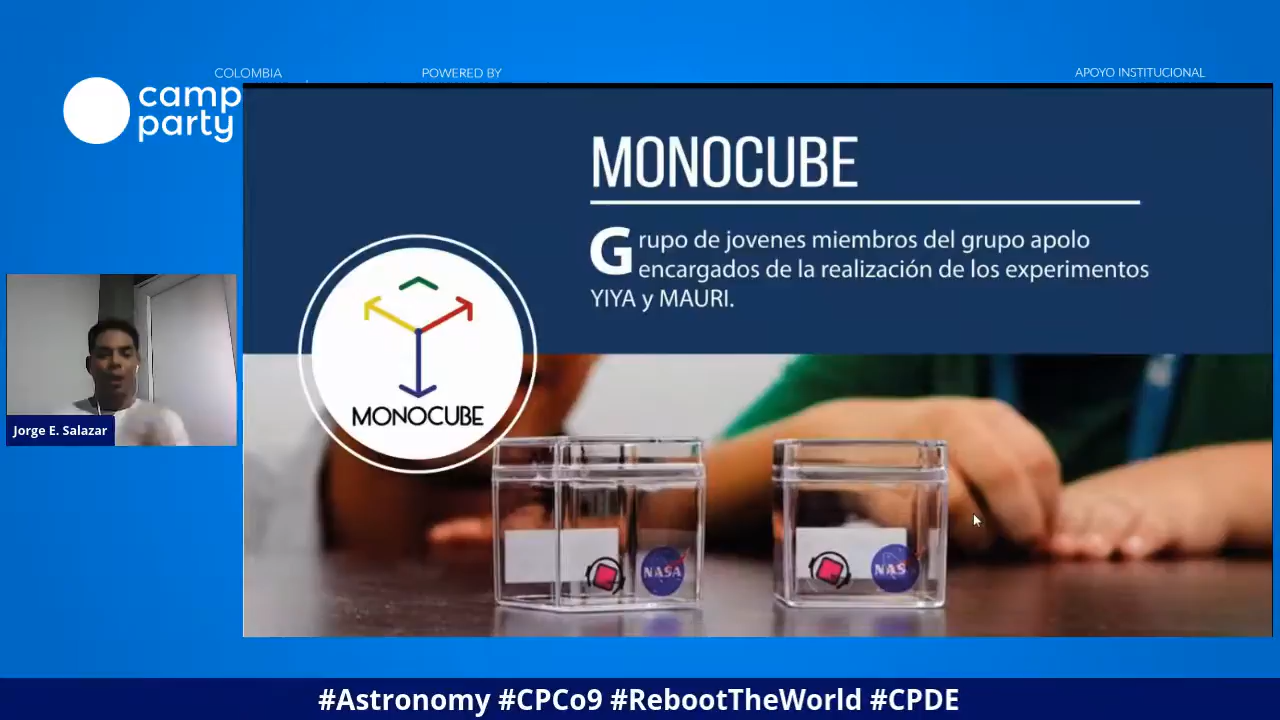 COLOMBIA
POWERED BY
APOYO INSTITUCIONAL
camp
party
MONOCUBE
Grupo de jovenes miembros del grupo apolo
encargados de la realización de los experimentos
YIYA y MAURI.
MONOCUBE
Jorge E. Salazar
NASA
NAS
#Astronomy #CPCo9 #RebootTheWorld #CPDE